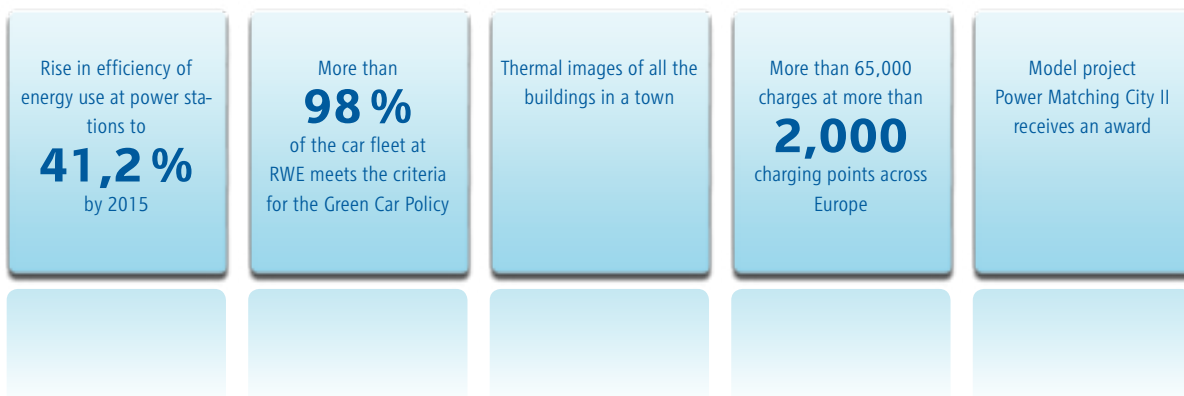 Rise in efficiency of
energy use at power sta-
tions to
41,2 %
by 2015
More than
98 %
of the car fleet at
RWE meets the criteria
for the Green Car Policy
Thermal images of all the
buildings in a town
More than 65,000
charges at more than
2,000
charging points across
Europe
Model project
Power Matching City II
receives an award